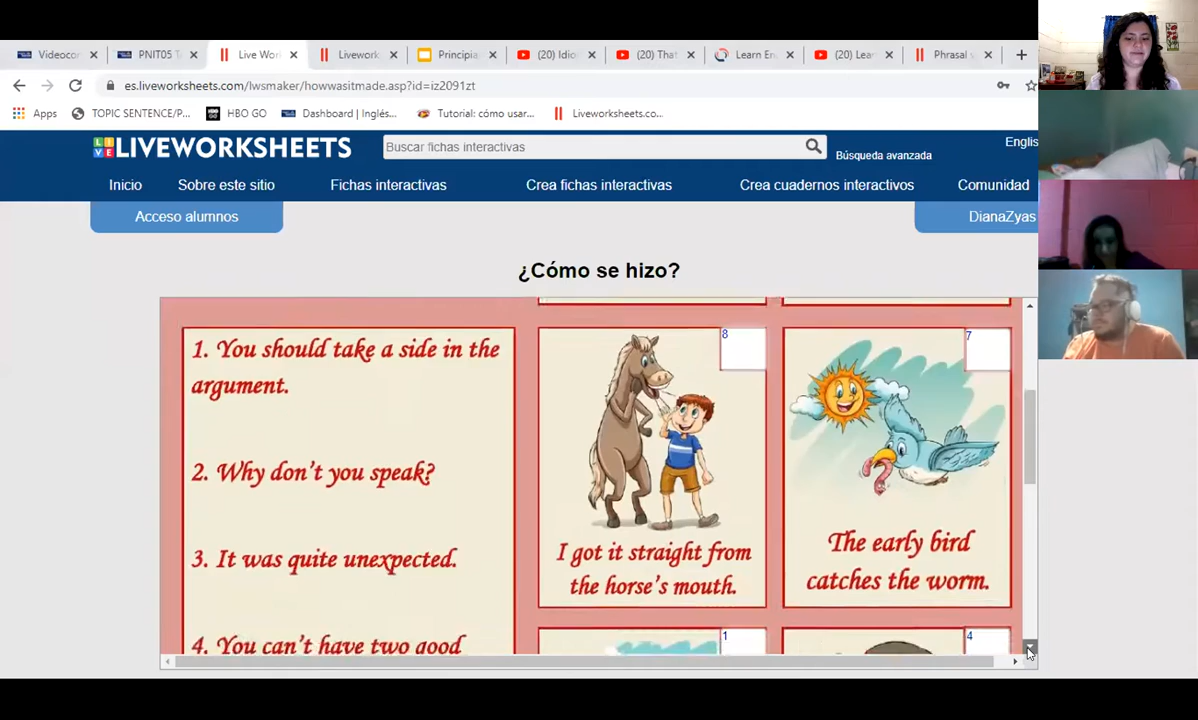 Videocor
PNIT05 T
Live Wor
Livework
Principia
(20) Idio
(20) That
Learn En
(20) Lear
Phrasal
es.liveworksheets.com/lwsmaker/howwasitmade.asp?id=iz2091zt
Apps
TOPIC SENTENCE/P...
HBO GO
Dashboard | Inglés...
Tutorial: cómo usar...
Liveworksheets.co...
LIVE
LIVEWORKSHEETS
Buscar fichas interactivas
Búsqueda avanzada
Englis
Inicio
Sobre este sitio
Fichas interactivas
Crea fichas interactivas
Crea cuadernos interactivos
Comunidad
Acceso alumnos
DianaZyas
¿Cómo se hizo?
1. You should take a side in the
argument.
2. Why don't you speak?
3. It was quite unexpected.
4. You can't have two good
8
I got it straight from
the horse's mouth.
7
The early bird
catches the worm.
1
4